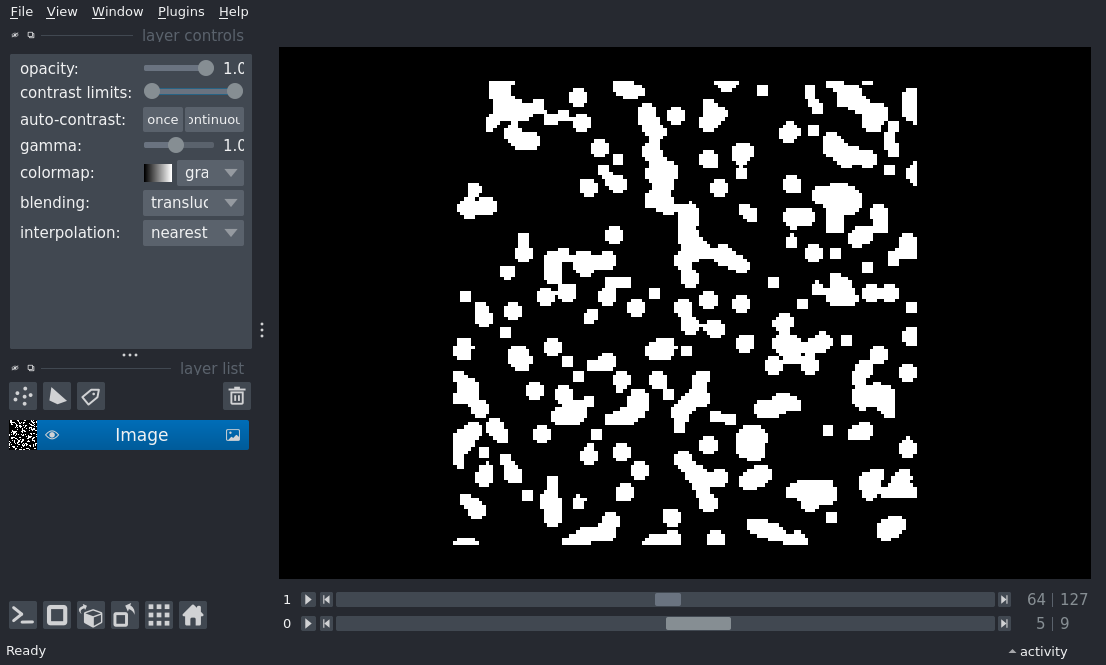 File View Window Plugins Help
layer controls
opacity: 1.0
contrast limits:
auto-contrast: once ontinuou
gamma: 1.0
colormap: gra
blending: transluc
interpolation: nearest
layer list
Image
1 64 | 127
0 5 | 9
Ready activity